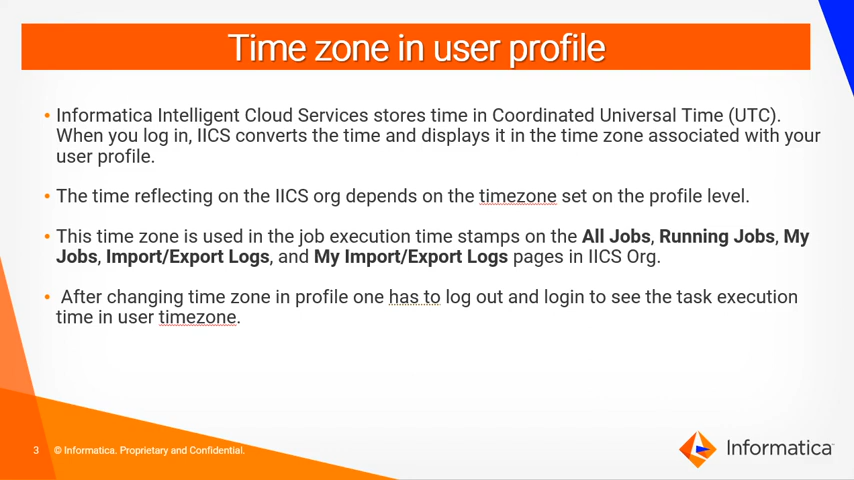 Time zone in user profile
• Informatica Intelligent Cloud Services stores time in Coordinated Universal Time (UTC).
When you log in, IICS converts the time and displays it in the time zone associated with your
user profile.
• The time reflecting on the IICS org depends on the timezone set on the profile level.
• This time zone is used in the job execution time stamps on the All Jobs, Running Jobs, My
Jobs, Import/Export Logs, and My Import/Export Logs pages in IICS Org.
• After changing time zone in profile one has to log out and login to see the task execution
time in user timezone.
3 © Informatica. Proprietary and Confidential.
Informatica